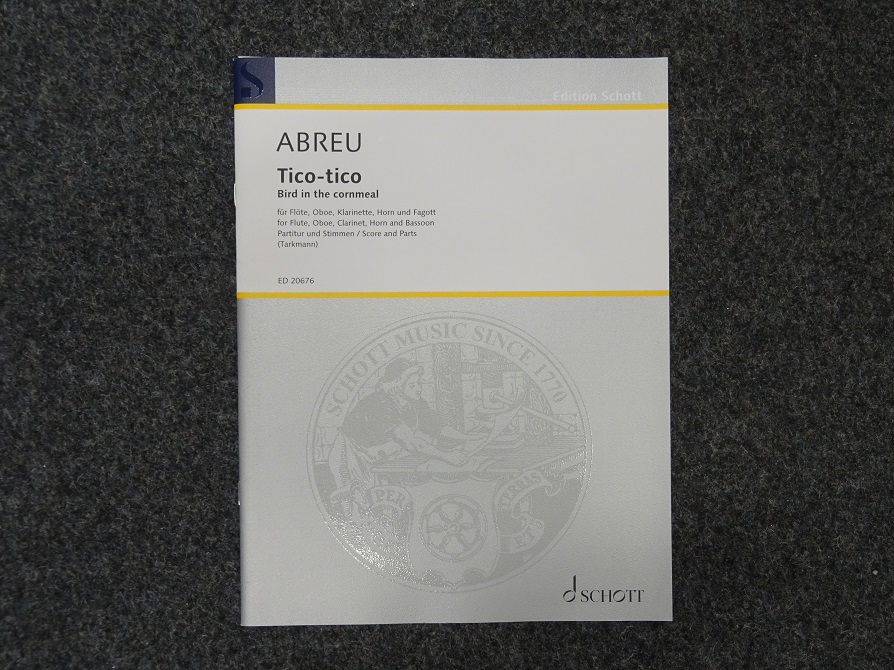 Edition Schott
ABREU
Tico-tico
Bird in the cornmeal
für Flöte, Oboe, Klarinette, Horn und Fagott
for Flute, Oboe, Clarinet, Horn and Bassoon
Partitur und Stimmen / Score and Parts
(Tarkmann)
ED 20676
SCHOTT MUSIC SINCE 1770
PER
SCHOTT